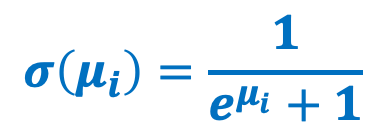 σ(μᵢ) = 1 / (e^μᵢ + 1)